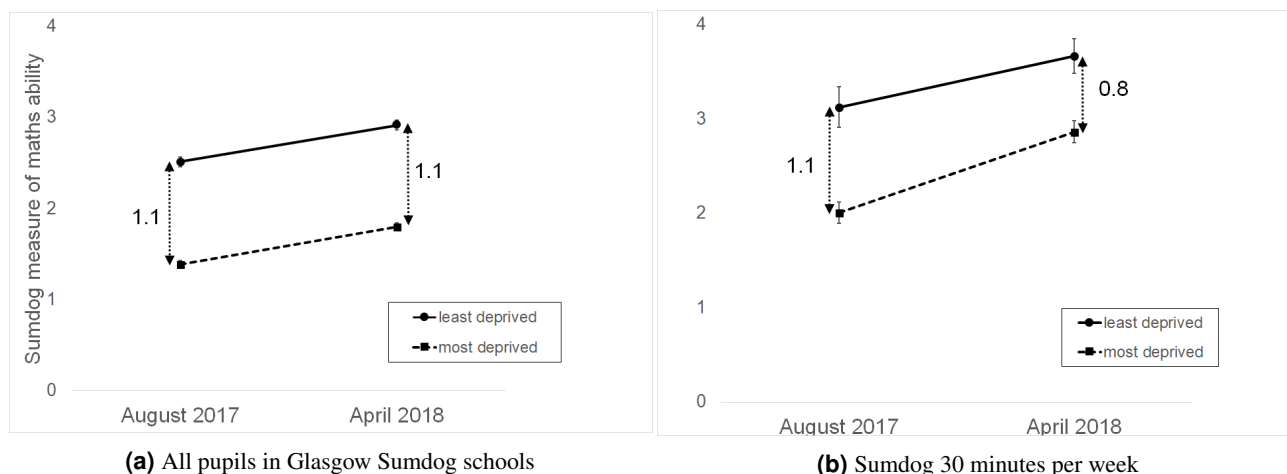 Sumdog measure of maths ability
4
3
2
1
0
1.1
1.1
least deprived
most deprived
August 2017
April 2018
(a) All pupils in Glasgow Sumdog schools
4
3
2
1
0
1.1
0.8
least deprived
most deprived
August 2017
April 2018
(b) Sumdog 30 minutes per week